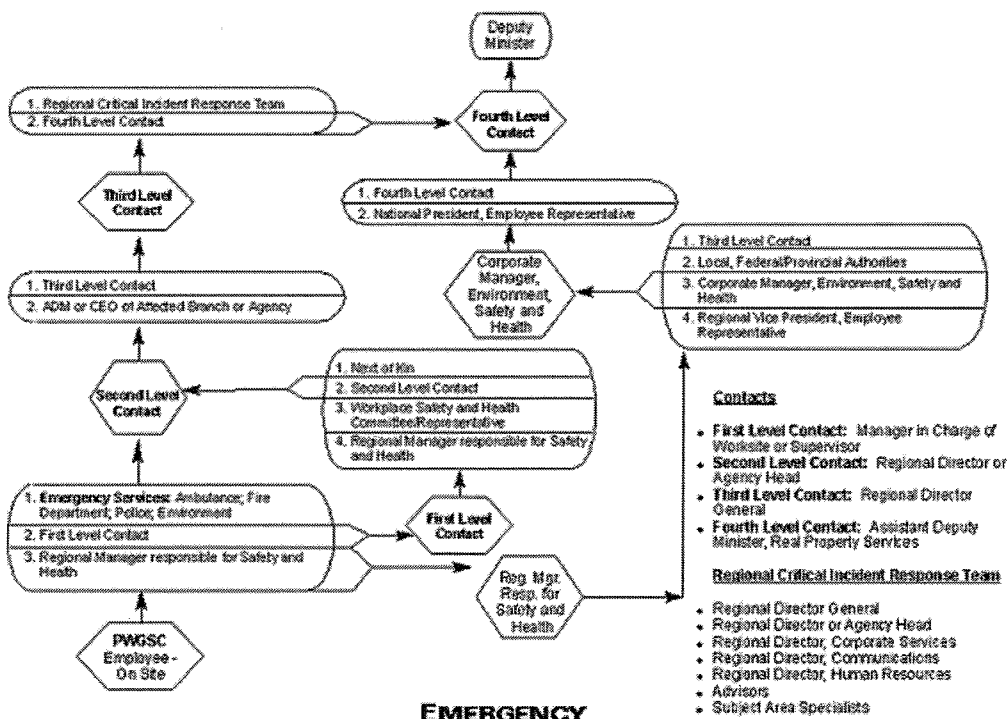 Deputy
Minister
1. Regional Critical Incident Response Team
2. Fourth Level Contact
Fourth Level
Contact
Third Level
Contact
1. Fourth Level Contact
2. National President, Employee Representative
Corporate
Manager,
Environment,
Safety and
Health
1. Third Level Contact
2. Local, Federal/Provincial Authorities
3. Corporate Manager, Environment, Safety and
Health
4. Regional Vice President, Employee
Representative
1. Third Level Contact
2. ADM or CEO of Affected Branch or Agency
Second Level
Contact
1. Next of Kin
2. Second Level Contact
3. Workplace Safety and Health
Committee/Representative
4. Regional Manager responsible for Safety
and Health
1. Emergency Services: Ambulance; Fire
Department; Police; Environment
2. First Level Contact
3. Regional Manager responsible for Safety and
Health
First Level
Contact
Reg. Mgr.
Resp. for
Safety and
Health
PWGSC
Employee -
On Site
Contacts
• First Level Contact: Manager in Charge of
Worksite or Supervisor
• Second Level Contact: Regional Director or
Agency Head
• Third Level Contact: Regional Director
General
• Fourth Level Contact: Assistant Deputy
Minister, Real Property Services
Regional Critical Incident Response Team
• Regional Director General
• Regional Director or Agency Head
• Regional Director, Corporate Services
• Regional Director, Communications
• Regional Director, Human Resources
• Advisors
• Subject Area Specialists
EMERGENCY